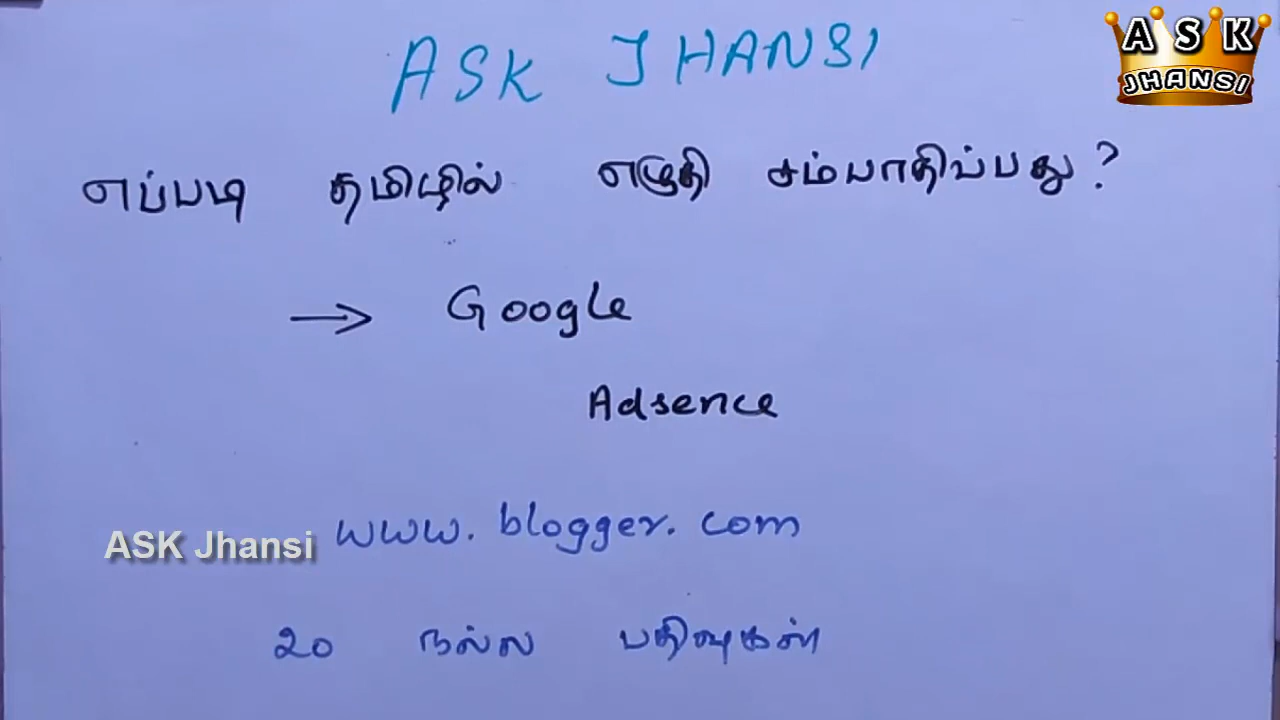 ASK JHANSI
A S K
JHANSI
எப்படி தமிழில் எழுதி சம்பாதிப்பது?
→ Google
Adsence
ASK Jhansi
www.blogger.com
20 நல்ல பதிவுகள்